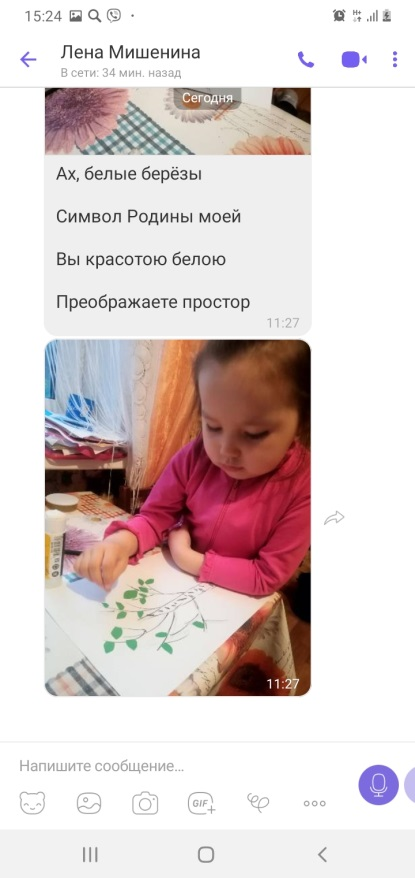 15:24
Н+
Лена Мишенина
В сети: 34 мин. назад
Сегодня
Ах, белые берёзы
Символ Родины моей
Вы красотою белою
Преображаете простор
11:27
11:27
Напишите сообщение...
GIF